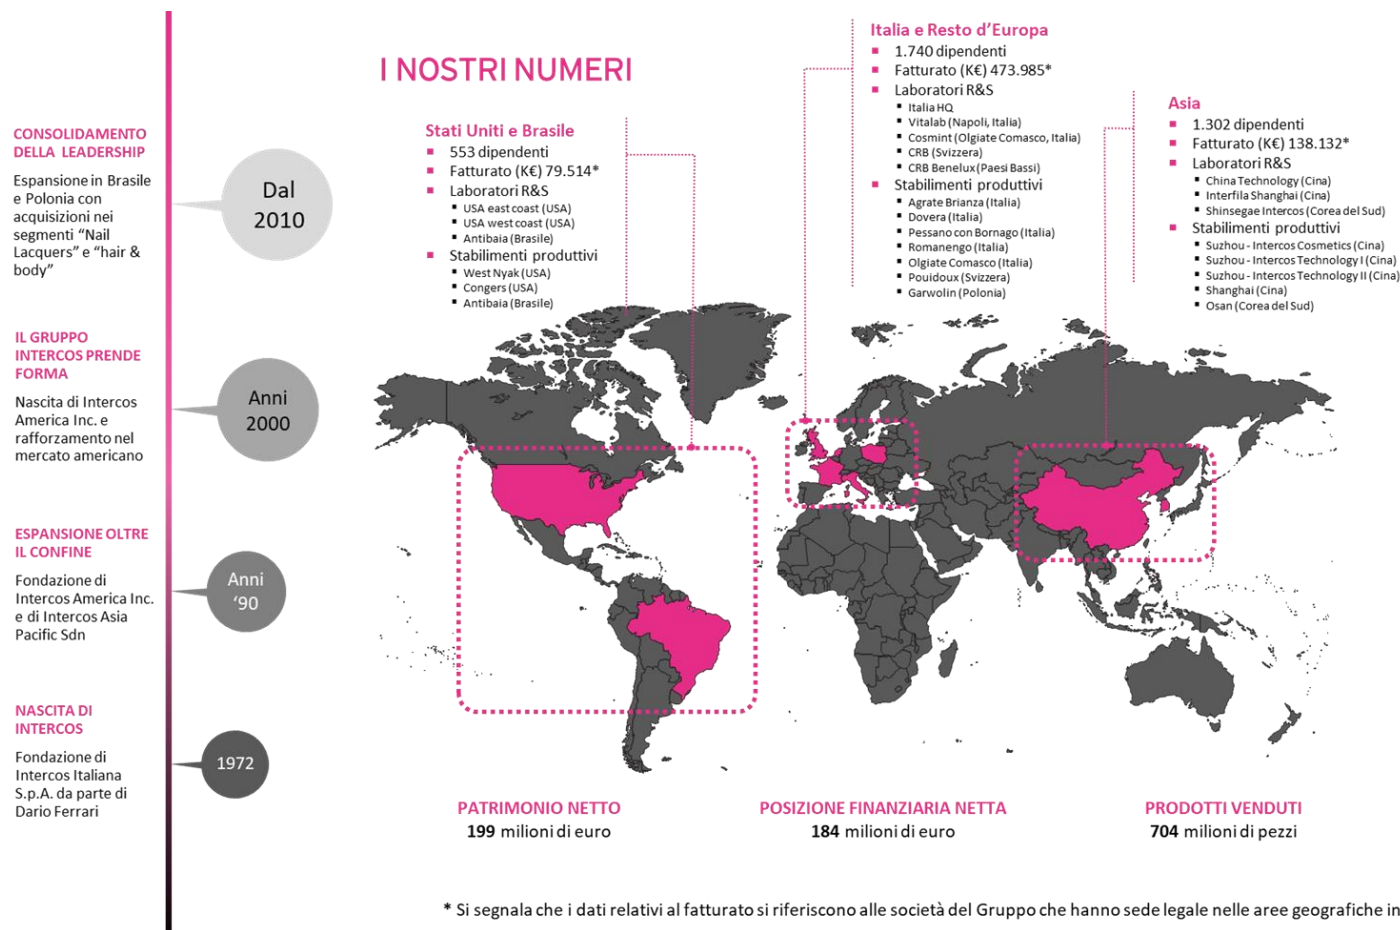 I NOSTRI NUMERI
CONSOLIDAMENTO
DELLA LEADERSHIP
Espansione in Brasile
e Polonia con
acquisizioni nei
segmenti “Nail
Lacquers” e “hair &
body”
Dal
2010
IL GRUPPO
INTERCOS PRENDE
FORMA
Nascita di Intercos
America Inc. e
rafforzamento nel
mercato americano
Anni
2000
ESPANSIONE OLTRE
IL CONFINE
Fondazione di
Intercos America Inc.
e di Intercos Asia
Pacific Sdn
Anni
‘90
NASCITA DI
INTERCOS
Fondazione di
Intercos Italiana
S.p.A. da parte di
Dario Ferrari
1972
Stati Uniti e Brasile
553 dipendenti
Fatturato (K€) 79.514*
Laboratori R&S
USA east coast (USA)
USA west coast (USA)
Antibaia (Brasile)
Stabilimenti produttivi
West Nyak (USA)
Congers (USA)
Antibaia (Brasile)
Italia e Resto d’Europa
1.740 dipendenti
Fatturato (K€) 473.985*
Laboratori R&S
Italia HQ
Vitalab (Napoli, Italia)
Cosmint (Olgiate Comasco, Italia)
CRB (Svizzera)
CRB Benelux (Paesi Bassi)
Stabilimenti produttivi
Agrate Brianza (Italia)
Dovera (Italia)
Pessano con Bornago (Italia)
Romanengo (Italia)
Olgiate Comasco (Italia)
Pouidoux (Svizzera)
Garwolin (Polonia)
Asia
1.302 dipendenti
Fatturato (K€) 138.132*
Laboratori R&S
China Technology (Cina)
Interfila Shanghai (Cina)
Shinsegae Intercos (Corea del Sud)
Stabilimenti produttivi
Suzhou - Intercos Cosmetics (Cina)
Suzhou - Intercos Technology I (Cina)
Suzhou - Intercos Technology II (Cina)
Shanghai (Cina)
Osan (Corea del Sud)
PATRIMONIO NETTO
199 milioni di euro
POSIZIONE FINANZIARIA NETTA
184 milioni di euro
PRODOTTI VENDUTI
704 milioni di pezzi
* Si segnala che i dati relativi al fatturato si riferiscono alle società del Gruppo che hanno sede legale nelle aree geografiche in